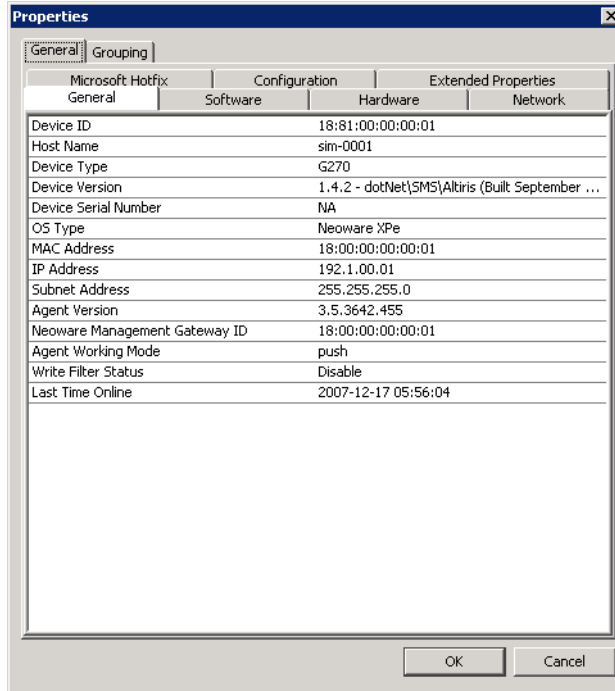 Properties
General Grouping
Microsoft Hotfix Configuration Extended Properties
General Software Hardware Network
Device ID 18:81:00:00:00:01
Host Name sim-0001
Device Type G270
Device Version 1.4.2 - dotNet\SMS\Altiris (Built September ...
Device Serial Number NA
OS Type Neoware XPe
MAC Address 18:00:00:00:00:01
IP Address 192.1.00.01
Subnet Address 255.255.255.0
Agent Version 3.5.3642.455
Neoware Management Gateway ID 18:00:00:00:00:01
Agent Working Mode push
Write Filter Status Disable
Last Time Online 2007-12-17 05:56:04
OK Cancel